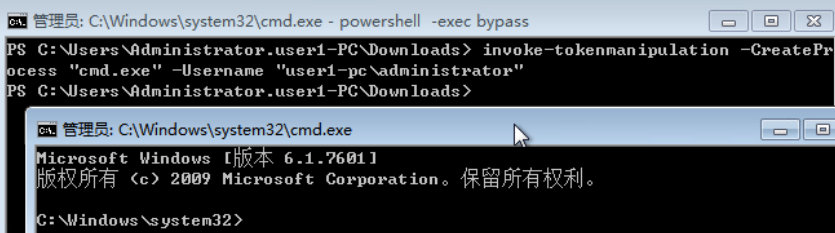 管理员: C:\Windows\system32\cmd.exe - powershell -exec bypass
PS C:\Users\Administrator.user1-PC\Downloads> invoke-tokenmanipulation -CreatePr
ocess "cmd.exe" -Username "user1-pc\administrator"
PS C:\Users\Administrator.user1-PC\Downloads>
管理员: C:\Windows\system32\cmd.exe
Microsoft Windows [版本 6.1.7601]
版权所有 (c) 2009 Microsoft Corporation。保留所有权利。
C:\Windows\system32>